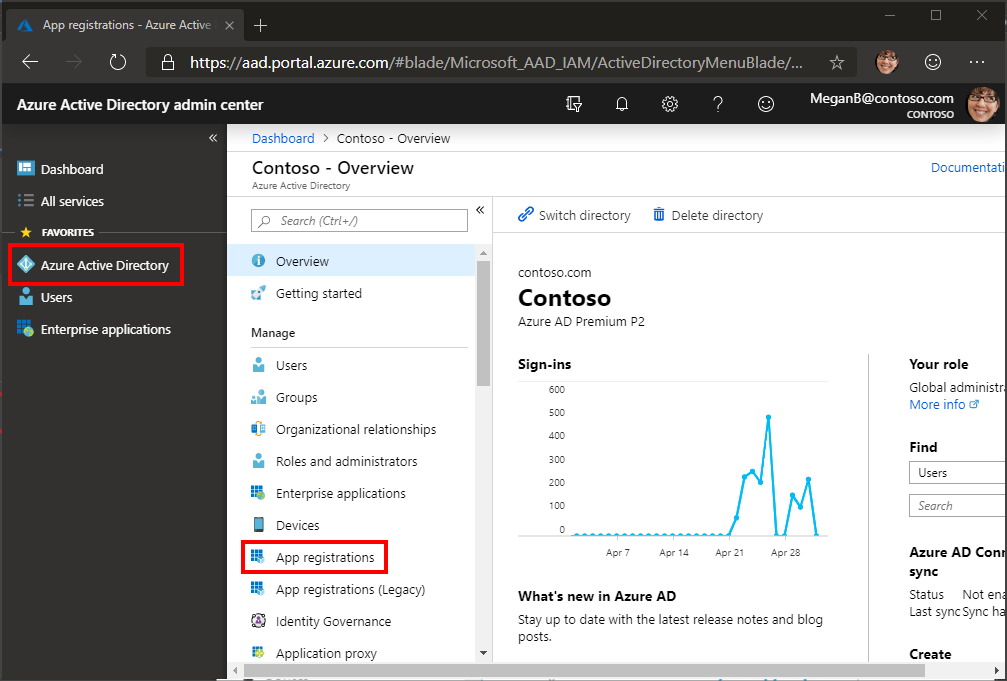 App registrations - Azure Active
https://aad.portal.azure.com/#blade/Microsoft_AAD_IAM/ActiveDirectoryMenuBlade/...
Azure Active Directory admin center
MeganB@contoso.com
CONTOSO
Dashboard
All services
FAVORITES
Azure Active Directory
Users
Enterprise applications
Dashboard > Contoso - Overview
Contoso - Overview
Azure Active Directory
Documentati
Search (Ctrl+/)
Overview
Getting started
Manage
Users
Groups
Organizational relationships
Roles and administrators
Enterprise applications
Devices
App registrations
App registrations (Legacy)
Identity Governance
Application proxy
Switch directory
Delete directory
contoso.com
Contoso
Azure AD Premium P2
Sign-ins
600
500
400
300
200
100
0
Apr 7 Apr 14 Apr 21 Apr 28
What's new in Azure AD
Stay up to date with the latest release notes and blog
posts.
Your role
Global administra
More info
Find
Users
Search
Azure AD Conn
sync
Status Not ena
Last sync Sync ha
Create